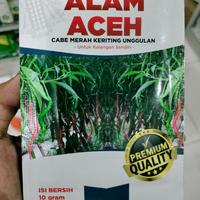 ALAM
ACEH
CABE MERAH KERITING UNGGULAN
- Untuk Kalangan Sendiri -
PREMIUM
QUALITY
ISI BERSIH
10 gram